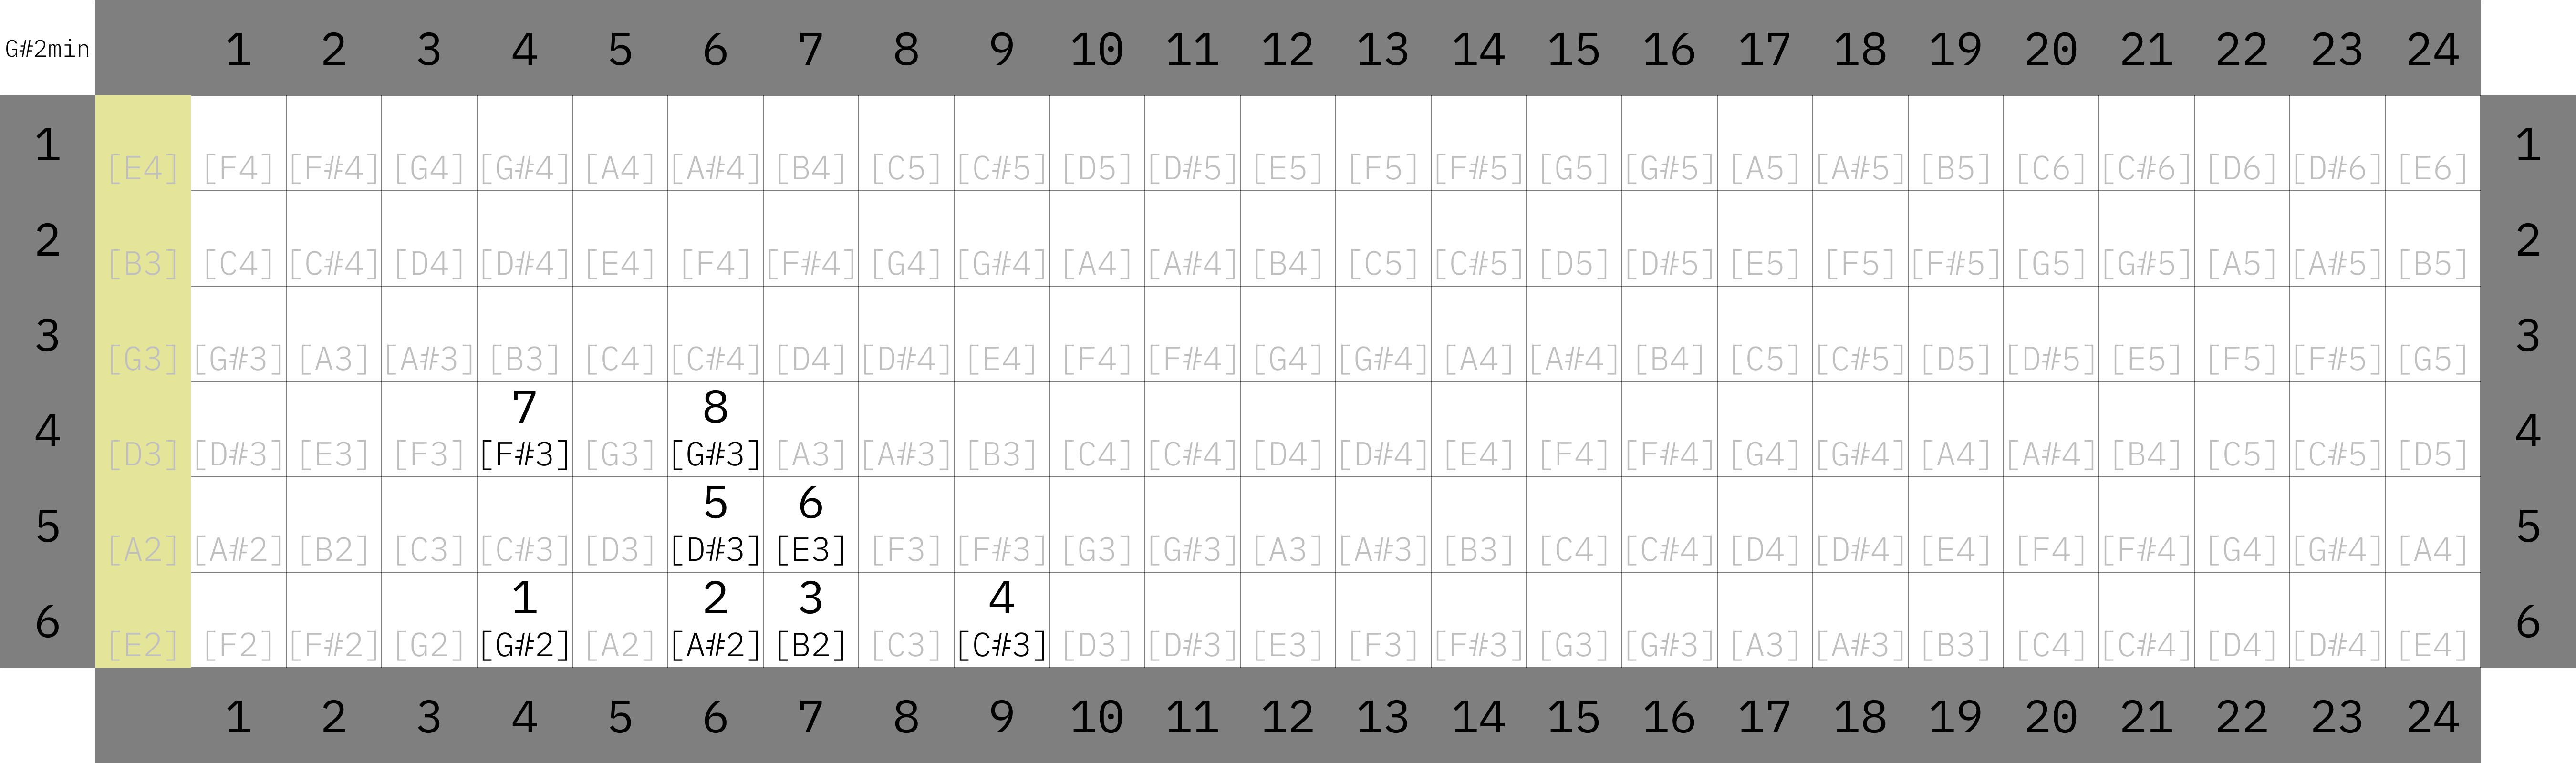 G#2min 1 2 3 4 5 6 7 8 9 10 11 12 13 14 15 16 17 18 19 20 21 22 23 24
1 [E4] [F4] [F#4] [G4] [G#4] [A4] [A#4] [B4] [C5] [C#5] [D5] [D#5] [E5] [F5] [F#5] [G5] [G#5] [A5] [A#5] [B5] [C6] [C#6] [D6] [D#6] [E6] 1
2 [B3] [C4] [C#4] [D4] [D#4] [E4] [F4] [F#4] [G4] [G#4] [A4] [A#4] [B4] [C5] [C#5] [D5] [D#5] [E5] [F5] [F#5] [G5] [G#5] [A5] [A#5] [B5] 2
3 [G3] [G#3] [A3] [A#3] [B3] [C4] [C#4] [D4] [D#4] [E4] [F4] [F#4] [G4] [G#4] [A4] [A#4] [B4] [C5] [C#5] [D5] [D#5] [E5] [F5] [F#5] [G5] 3
7 8
4 [D3] [D#3] [E3] [F3] [F#3] [G3] [G#3] [A3] [A#3] [B3] [C4] [C#4] [D4] [D#4] [E4] [F4] [F#4] [G4] [G#4] [A4] [A#4] [B4] [C5] [C#5] [D5] 4
5 6
5 [A2] [A#2] [B2] [C3] [C#3] [D3] [D#3] [E3] [F3] [F#3] [G3] [G#3] [A3] [A#3] [B3] [C4] [C#4] [D4] [D#4] [E4] [F4] [F#4] [G4] [G#4] [A4] 5
1 2 3 4
6 [E2] [F2] [F#2] [G2] [G#2] [A2] [A#2] [B2] [C3] [C#3] [D3] [D#3] [E3] [F3] [F#3] [G3] [G#3] [A3] [A#3] [B3] [C4] [C#4] [D4] [D#4] [E4] 6
1 2 3 4 5 6 7 8 9 10 11 12 13 14 15 16 17 18 19 20 21 22 23 24